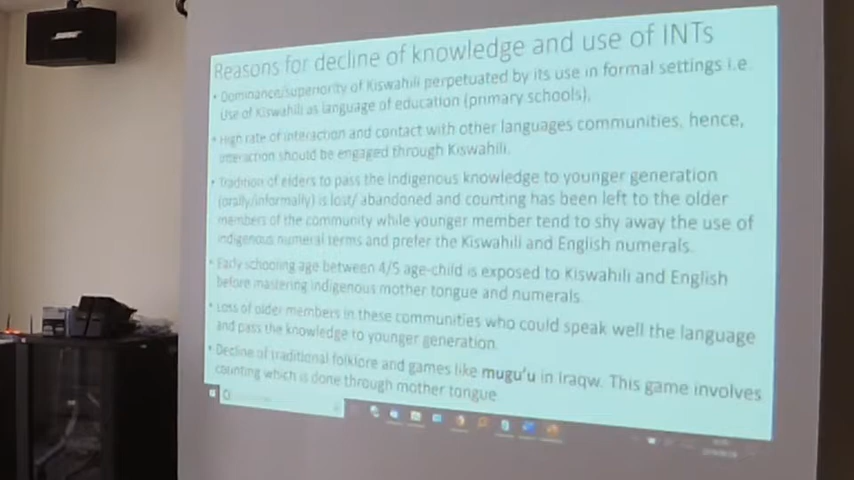 BOSE
Reasons for decline of knowledge and use of INTs
• Dominance/superiority of Kiswahili perpetuated by its use in formal settings i.e.
Use of Kiswahili as language of education (primary schools),
• High rate of interaction and contact with other languages communities, hence,
interaction should be engaged through Kiswahili.
• Tradition of elders to pass the indigenous knowledge to younger generation
(orally/informally) is lost/ abandoned and counting has been left to the older
members of the community while younger member tend to shy away the use of
indigenous numeral terms and prefer the Kiswahili and English numerals.
• Early schooling age between 4/5 age-child is exposed to Kiswahili and English
before mastering indigenous mother tongue and numerals.
• Loss of older members in these communities who could speak well the language
and pass the knowledge to younger generation.
• Decline of traditional folklore and games like mugu'u in Iraqw. This game involves
counting which is done through mother tongue